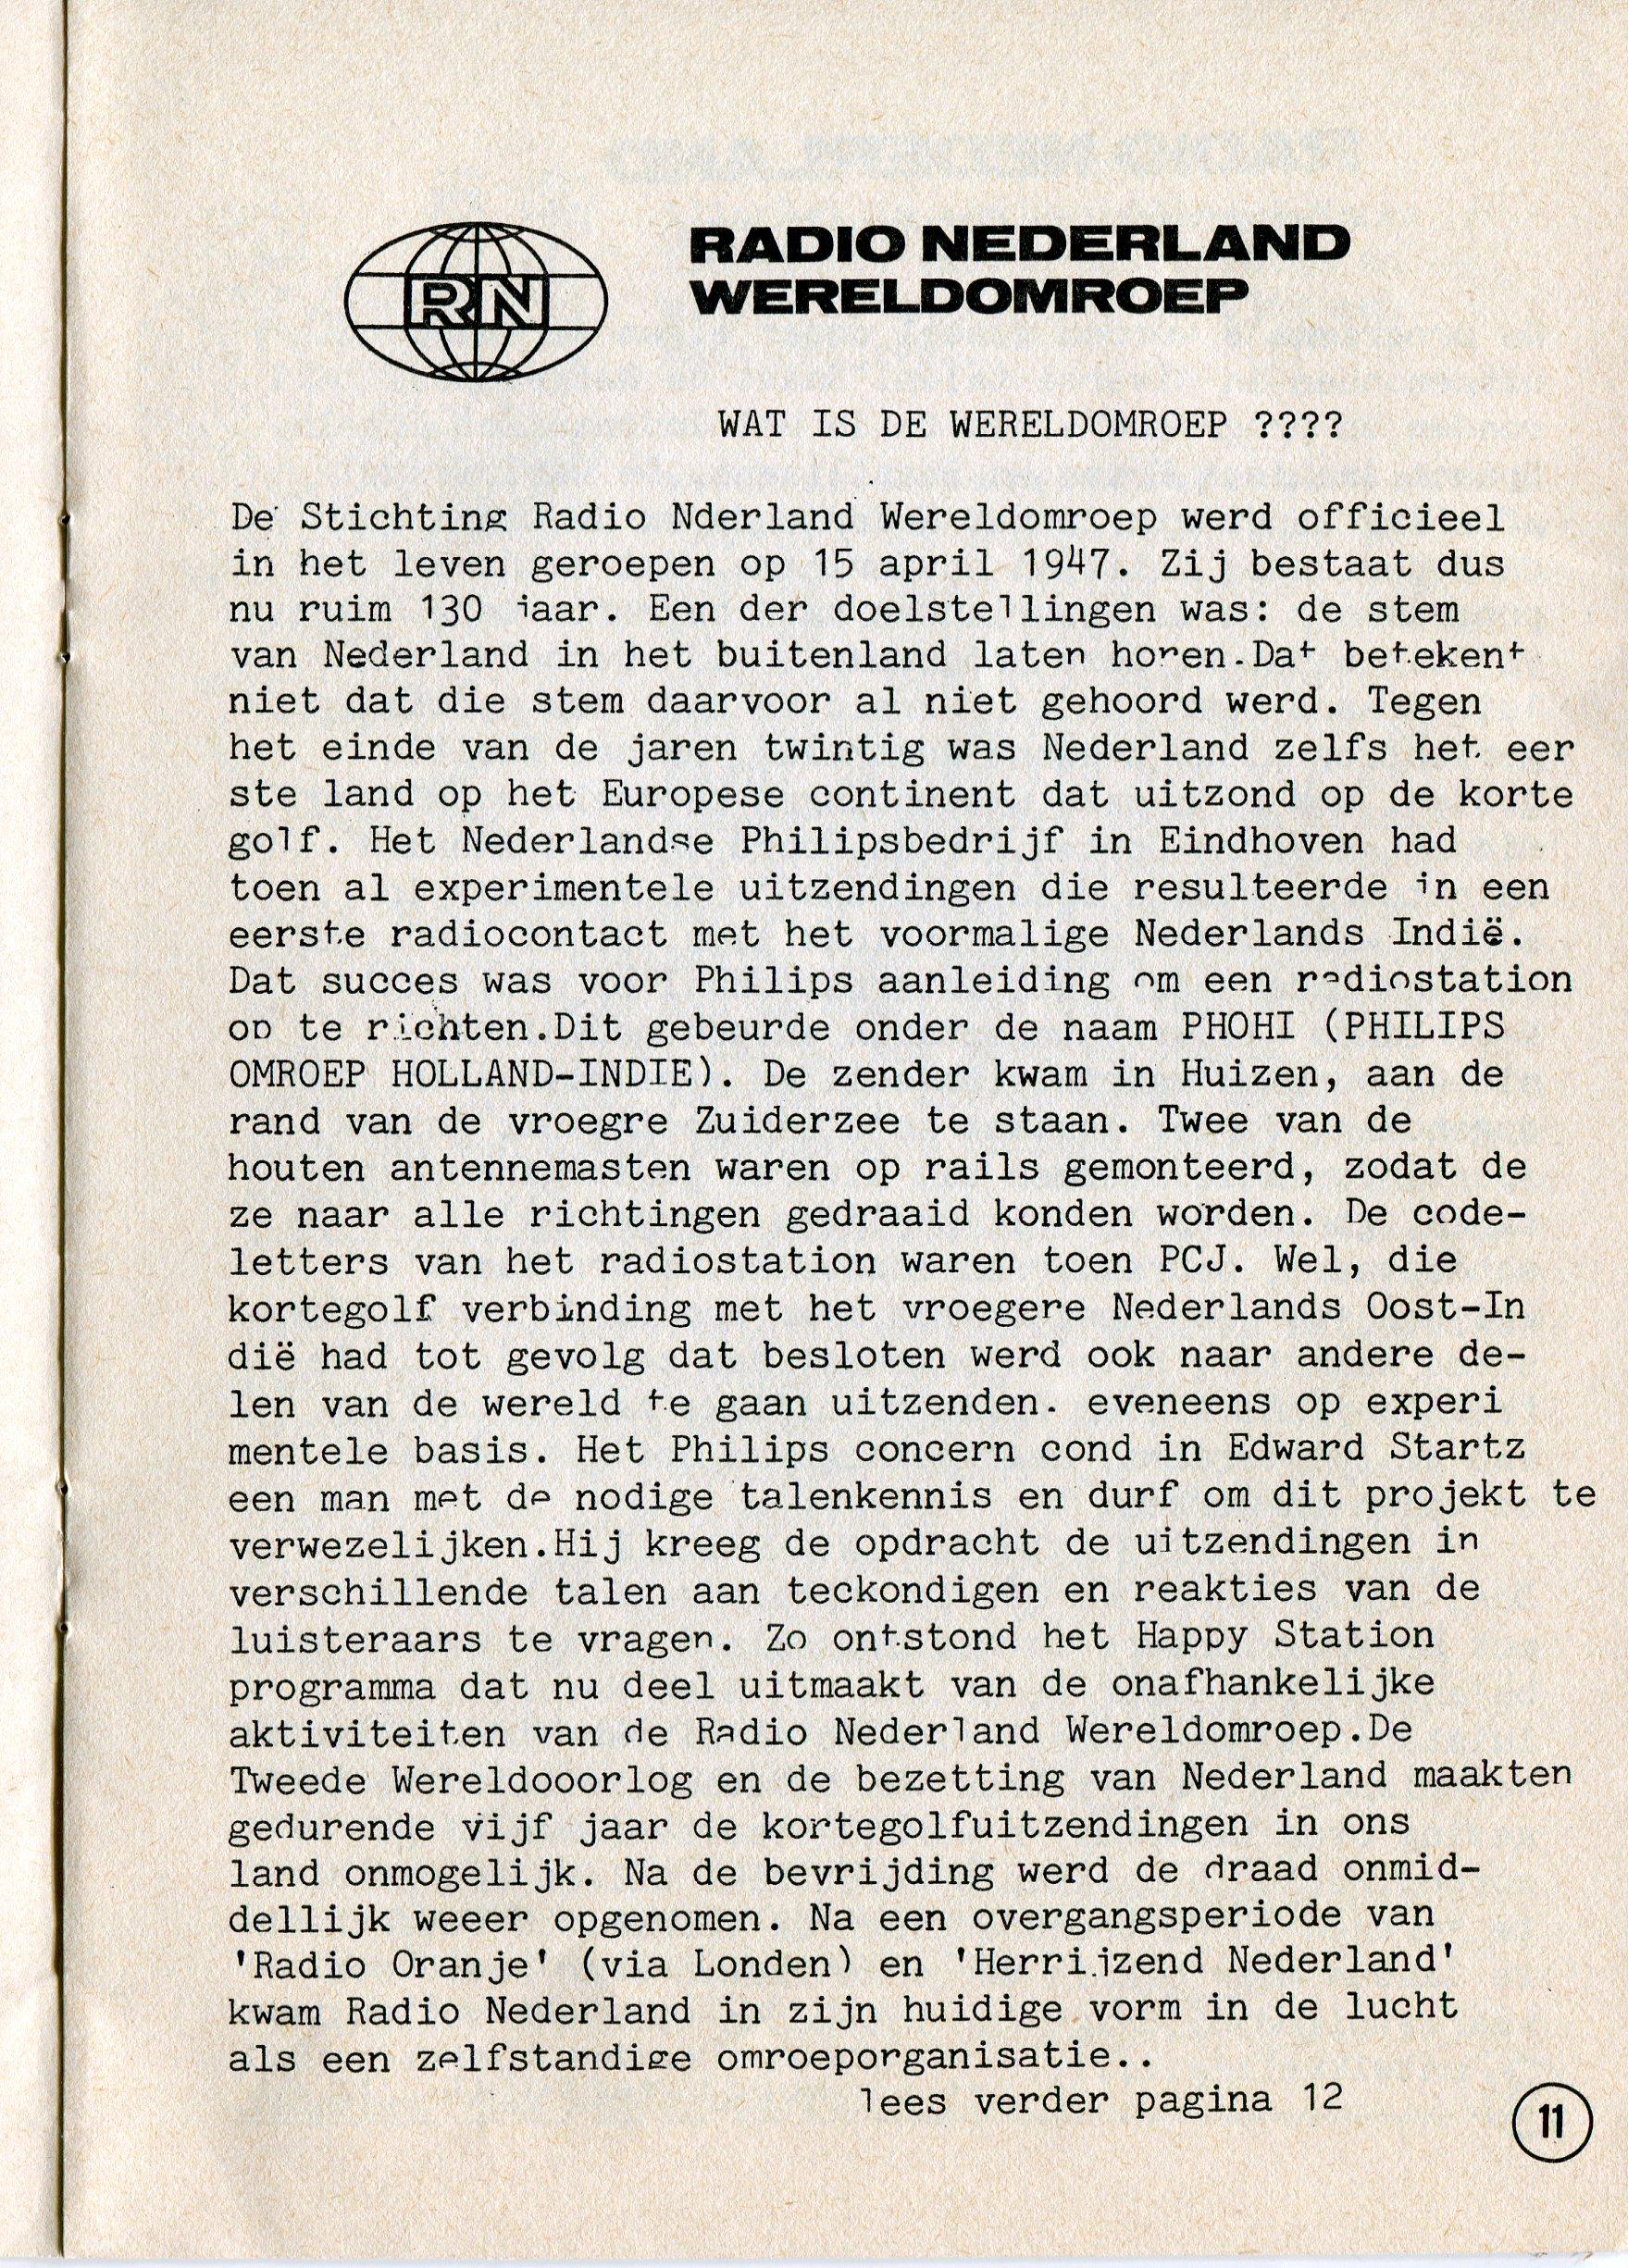 RADIO NEDERLAND
WERELDOMROEP
RN
WAT IS DE WERELDOMROEP ????
De Stichting Radio Nderland Wereldomroep werd officieel
in het leven geroepen op 15 april 1947. Zij bestaat dus
nu ruim 130 jaar. Een der doelstellingen was: de stem
van Nederland in het buitenland laten horen.Dat betekent
niet dat die stem daarvoor al niet gehoord werd. Tegen
het einde van de jaren twintig was Nederland zelfs het eer
ste land op het Europese continent dat uitzond op de korte
golf. Het Nederlandse Philipsbedrijf in Eindhoven had
toen al experimentele uitzendingen die resulteerde in een
eerste radiocontact met het voormalige Nederlands Indië.
Dat succes was voor Philips aanleiding om een radiostation
op te richten.Dit gebeurde onder de naam PHOHI (PHILIPS
OMROEP HOLLAND-INDIE). De zender kwam in Huizen, aan de
rand van de vroegre Zuiderzee te staan. Twee van de
houten antennemasten waren op rails gemonteerd, zodat de
ze naar alle richtingen gedraaid konden worden. De code-
letters van het radiostation waren toen PCJ. Wel, die
kortegolf verbinding met het vroegere Nederlands Oost-In
dië had tot gevolg dat besloten werd ook naar andere de-
len van de wereld te gaan uitzenden. eveneens op experi
mentele basis. Het Philips concern cond in Edward Startz
een man met de nodige talenkennis en durf om dit projekt te
verwezelijken.Hij kreeg de opdracht de uitzendingen in
verschillende talen aan teckondigen en reakties van de
luisteraars te vragen. Zo ontstond het Happy Station
programma dat nu deel uitmaakt van de onafhankelijke
aktiviteiten van de Radio Nederland Wereldomroep.De
Tweede Wereldooorlog en de bezetting van Nederland maakten
gedurende vijf jaar de kortegolfuitzendingen in ons
land onmogelijk. Na de bevrijding werd de draad onmid-
dellijk weeer opgenomen. Na een overgangsperiode van
'Radio Oranje' (via Londen) en 'Herrijzend Nederland'
kwam Radio Nederland in zijn huidige vorm in de lucht
als een zelfstandige omroeporganisatie..
lees verder pagina 12
11